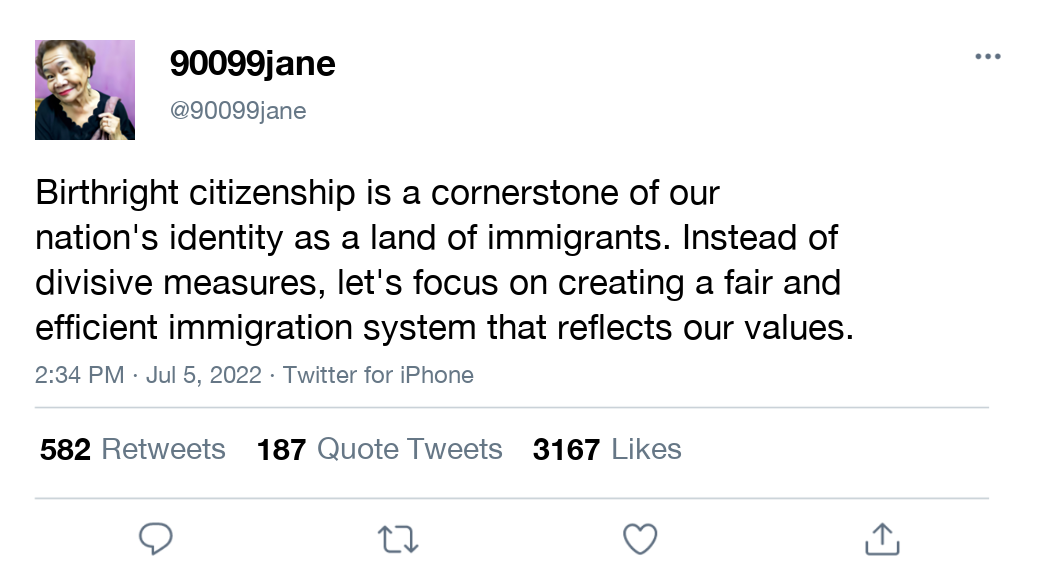 90099jane
@90099jane
Birthright citizenship is a cornerstone of our
nation's identity as a land of immigrants. Instead of
divisive measures, let's focus on creating a fair and
efficient immigration system that reflects our values.
2:34 PM · Jul 5, 2022 · Twitter for iPhone
582 Retweets 187 Quote Tweets 3167 Likes